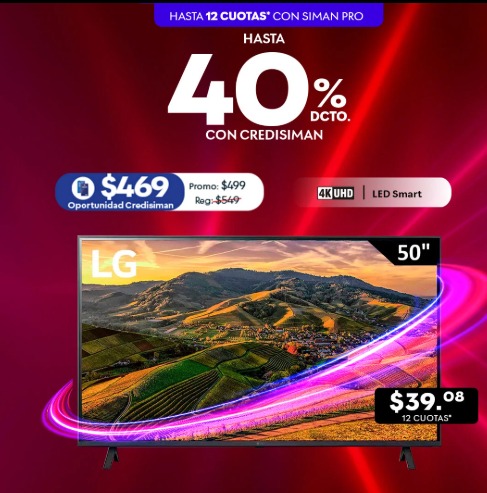 HASTA 12 CUOTAS* CON SIMAN PRO
HASTA
40% DCTO.
CON CREDISIMAN
$469
Oportunidad Credisiman
Promo: $499
Reg: $549
4K UHD | LED Smart
LG
50"
$39.08
12 CUOTAS*